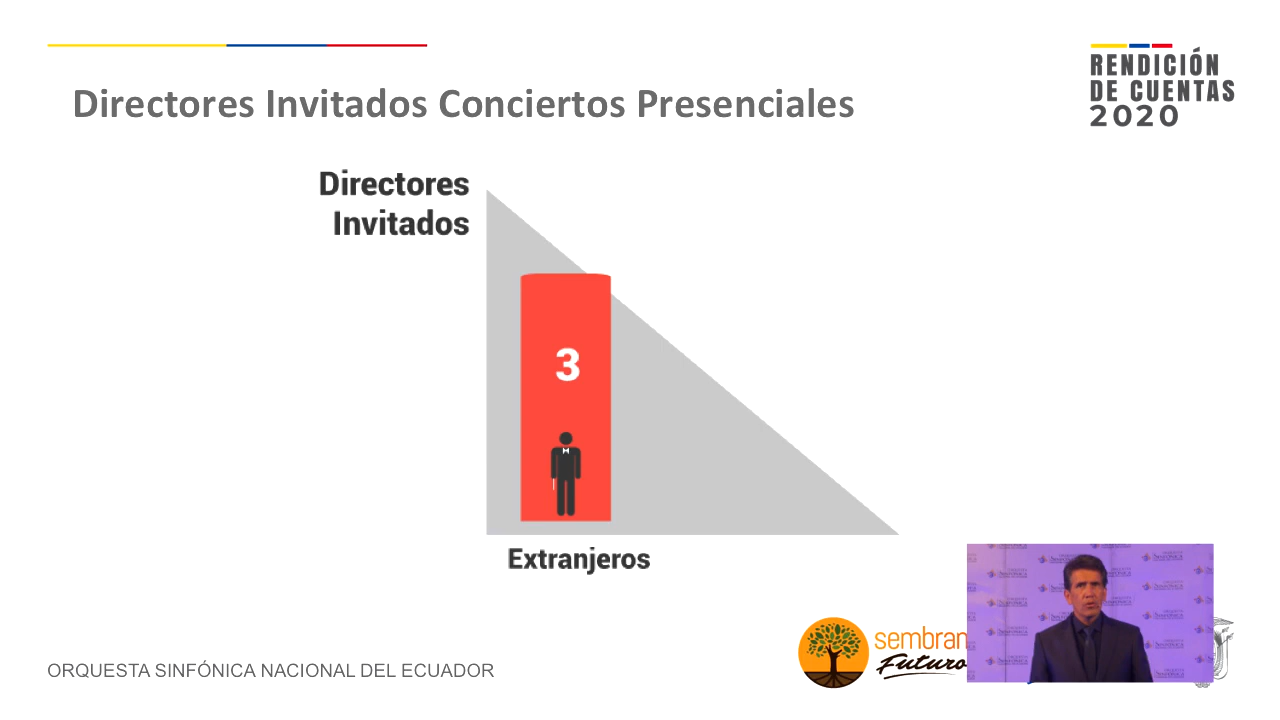 Directores Invitados Conciertos Presenciales
RENDICIÓN
DE CUENTAS
2020
Directores
Invitados
3
Extranjeros
sembran
Futuro
ORQUESTA SINFÓNICA NACIONAL DEL ECUADOR